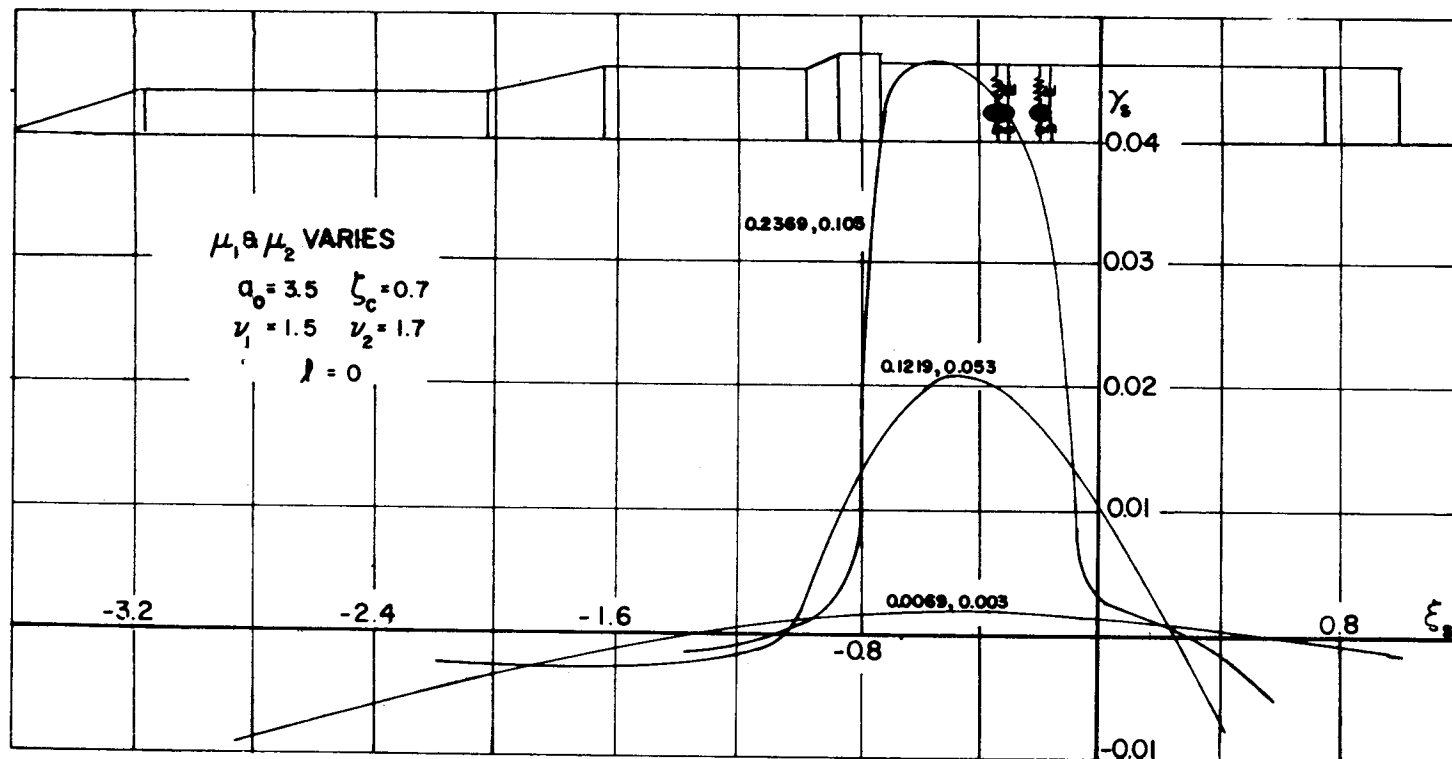 γₛ
0.04
0.2369, 0.105
μ₁ & μ₂ VARIES
0.03
a₀ = 3.5 ζ_C = 0.7
ν₁ = 1.5 ν₂ = 1.7
ℓ = 0
0.1219, 0.053
0.02
0.01
-3.2
-2.4
-1.6
0.0069, 0.003
0.8
ξₛ
-0.8
-0.01